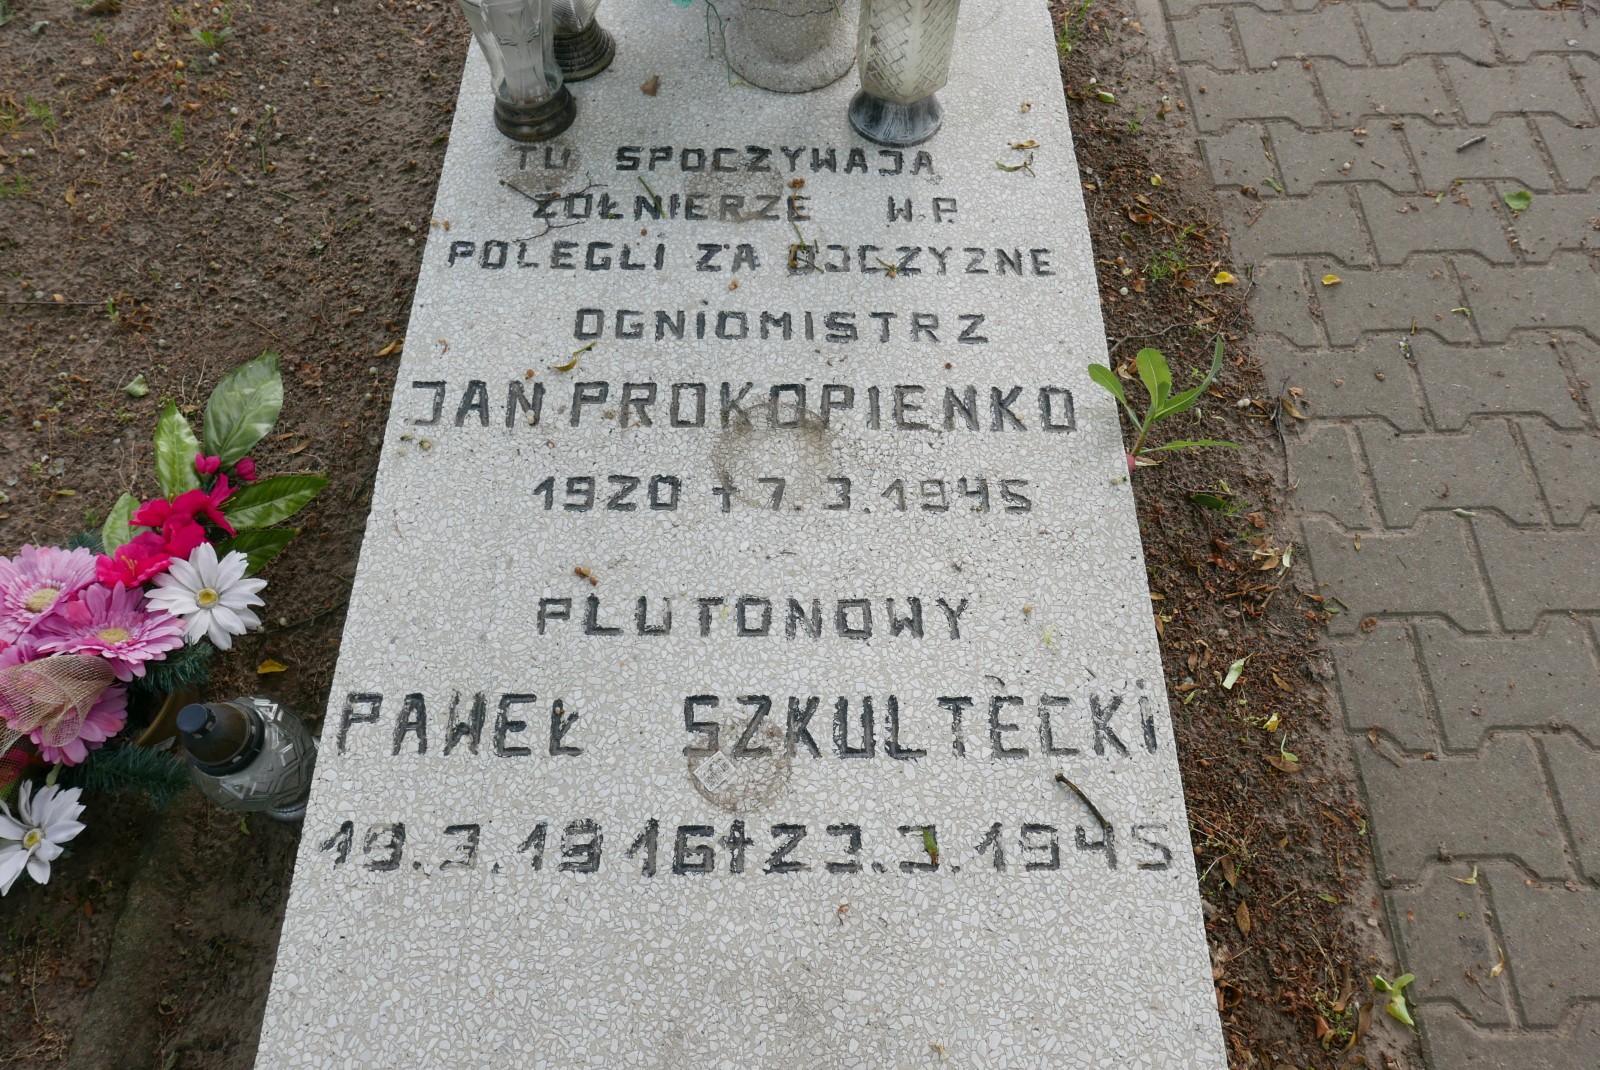 TU SPOCZYWAJĄ
ŻOŁNIERZE W.P.
POLEGLI ZA OJCZYZNE
OGNIOMISTRZ
JAN PROKOPIENKO
1920 † 7.3.1945
PLUTONOWY
PAWEŁ SZKULTECKI
19.3.1916 † 23.3.1945